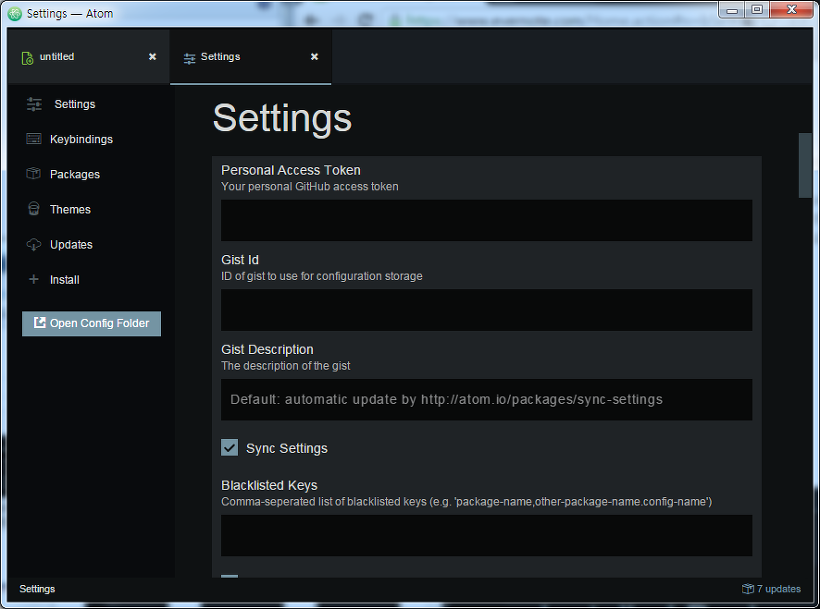 Settings — Atom
untitled
Settings
Settings
Keybindings
Packages
Themes
Updates
Install
Open Config Folder
Settings
Personal Access Token
Your personal GitHub access token
Gist Id
ID of gist to use for configuration storage
Gist Description
The description of the gist
Default: automatic update by http://atom.io/packages/sync-settings
Sync Settings
Blacklisted Keys
Comma-seperated list of blacklisted keys (e.g. 'package-name,other-package-name.config-name')
Settings
7 updates